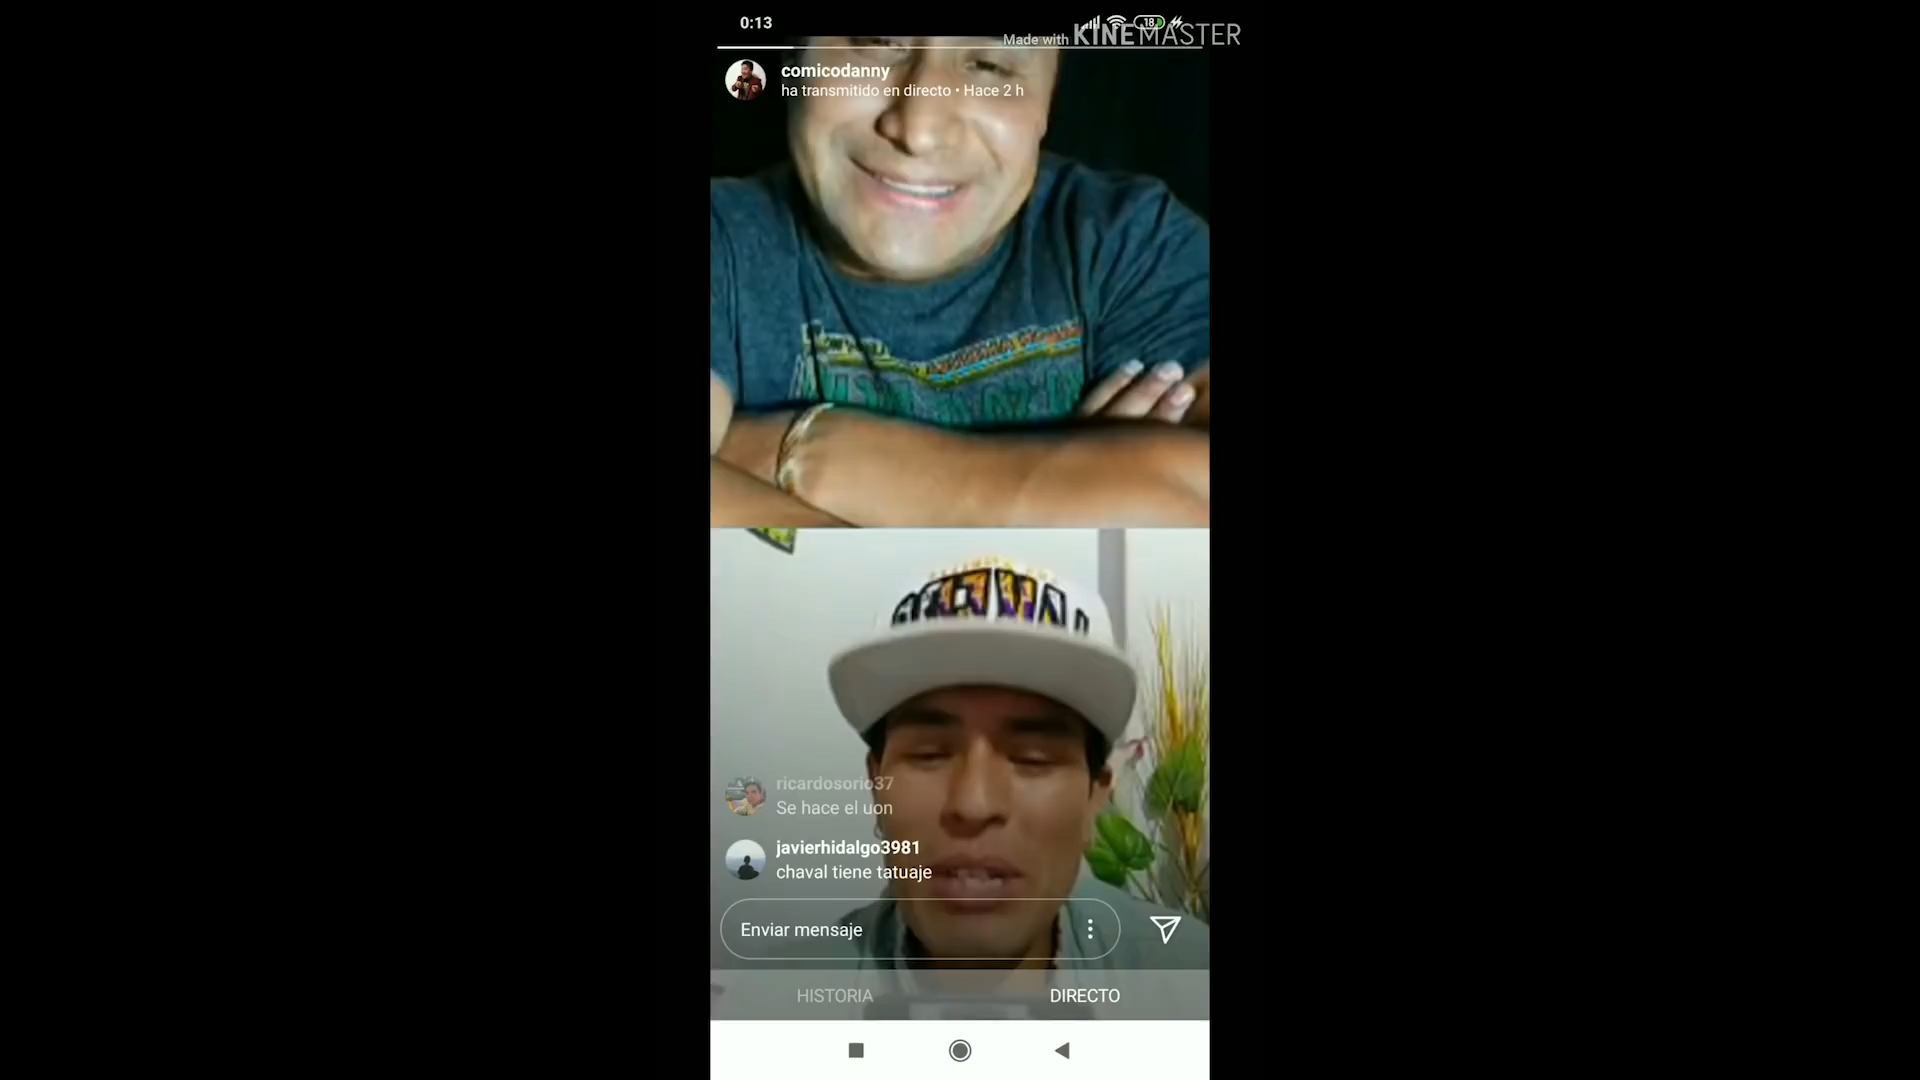 0:13
18
Made with KINEMASTER
comicodanny
ha transmitido en directo • Hace 2 h
ricardosorio37
Se hace el uon
javierhidalgo3981
chaval tiene tatuaje
Enviar mensaje
HISTORIA
DIRECTO